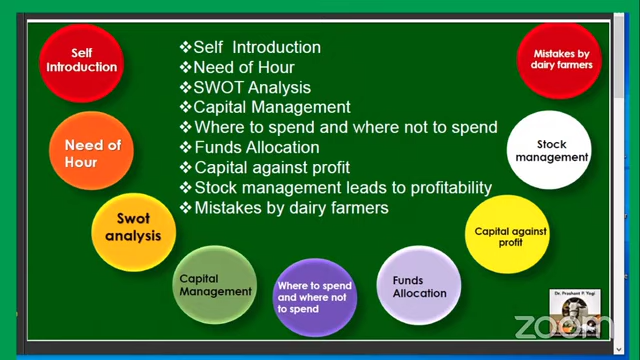 ❖Self Introduction
❖Need of Hour
❖SWOT Analysis
❖Capital Management
❖Where to spend and where not to spend
❖Funds Allocation
❖Capital against profit
❖Stock management leads to profitability
❖Mistakes by dairy farmers
Self
Introduction
Need of
Hour
Swot
analysis
Capital
Management
Where to spend
and where not
to spend
Funds
Allocation
Capital against
profit
Stock
management
Mistakes by
dairy farmers
Dr. Prashant P. Yogi
zoom